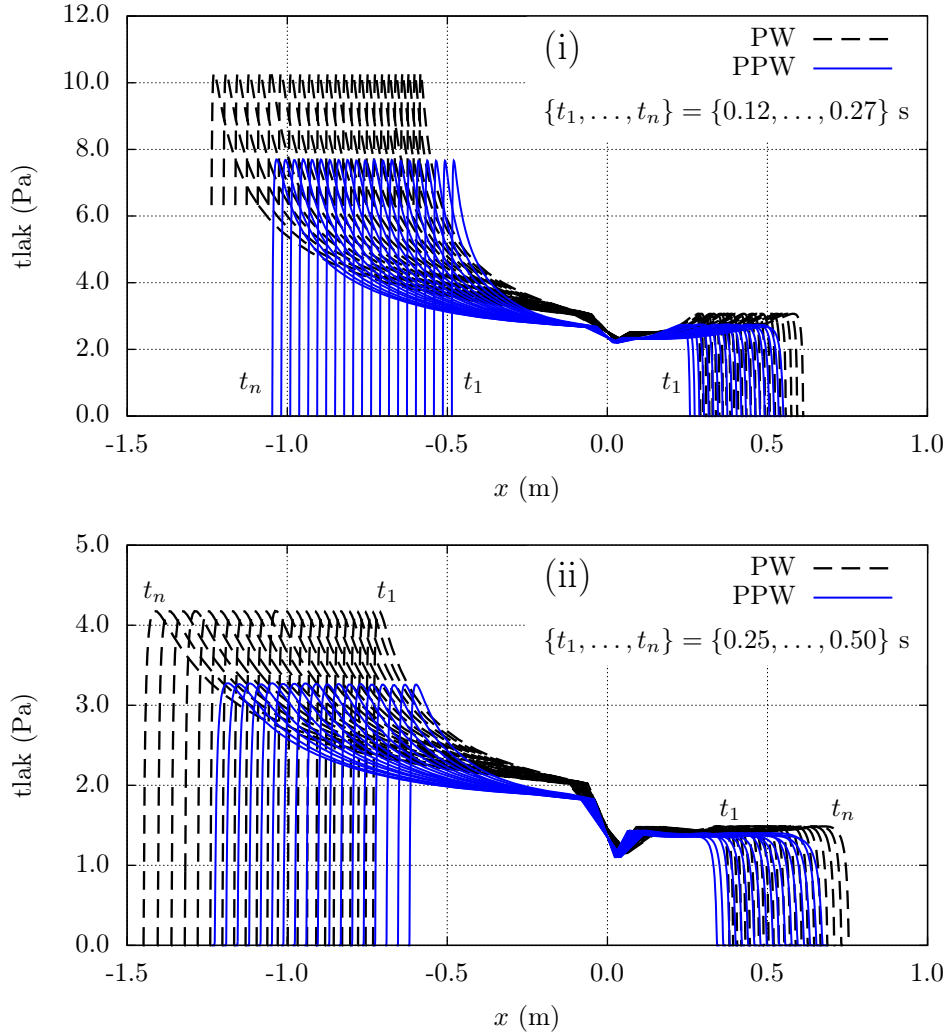 12.0
10.0
8.0
6.0
4.0
2.0
0.0
tlak (Pa)
(i)
PW
PPW
{t₁, . . . , tₙ} = {0.12, . . . , 0.27} s
tₙ
t₁
t₁
-1.5 -1.0 -0.5 0.0 0.5 1.0
x (m)
5.0
4.0
3.0
2.0
1.0
0.0
tlak (Pa)
(ii)
PW
PPW
{t₁, . . . , tₙ} = {0.25, . . . , 0.50} s
tₙ
t₁
t₁
tₙ
-1.5 -1.0 -0.5 0.0 0.5 1.0
x (m)